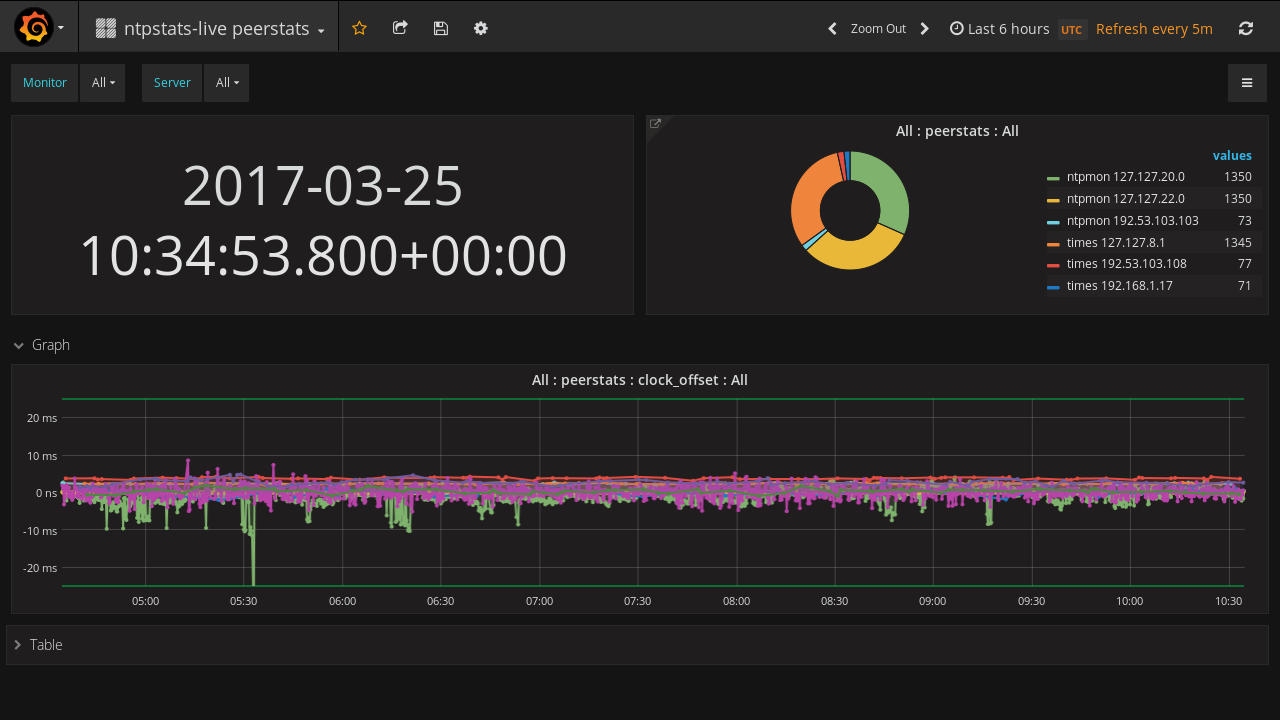 ntpstats-live peerstats
Zoom Out
Last 6 hours UTC Refresh every 5m
Monitor All Server All
2017-03-25
10:34:53.800+00:00
All : peerstats : All
values
ntpmon 127.127.20.0 1350
ntpmon 127.127.22.0 1350
ntpmon 192.53.103.103 73
times 127.127.8.1 1345
times 192.53.103.108 77
times 192.168.1.17 71
Graph
All : peerstats : clock_offset : All
20 ms
10 ms
0 ns
-10 ms
-20 ms
05:00 05:30 06:00 06:30 07:00 07:30 08:00 08:30 09:00 09:30 10:00 10:30
Table